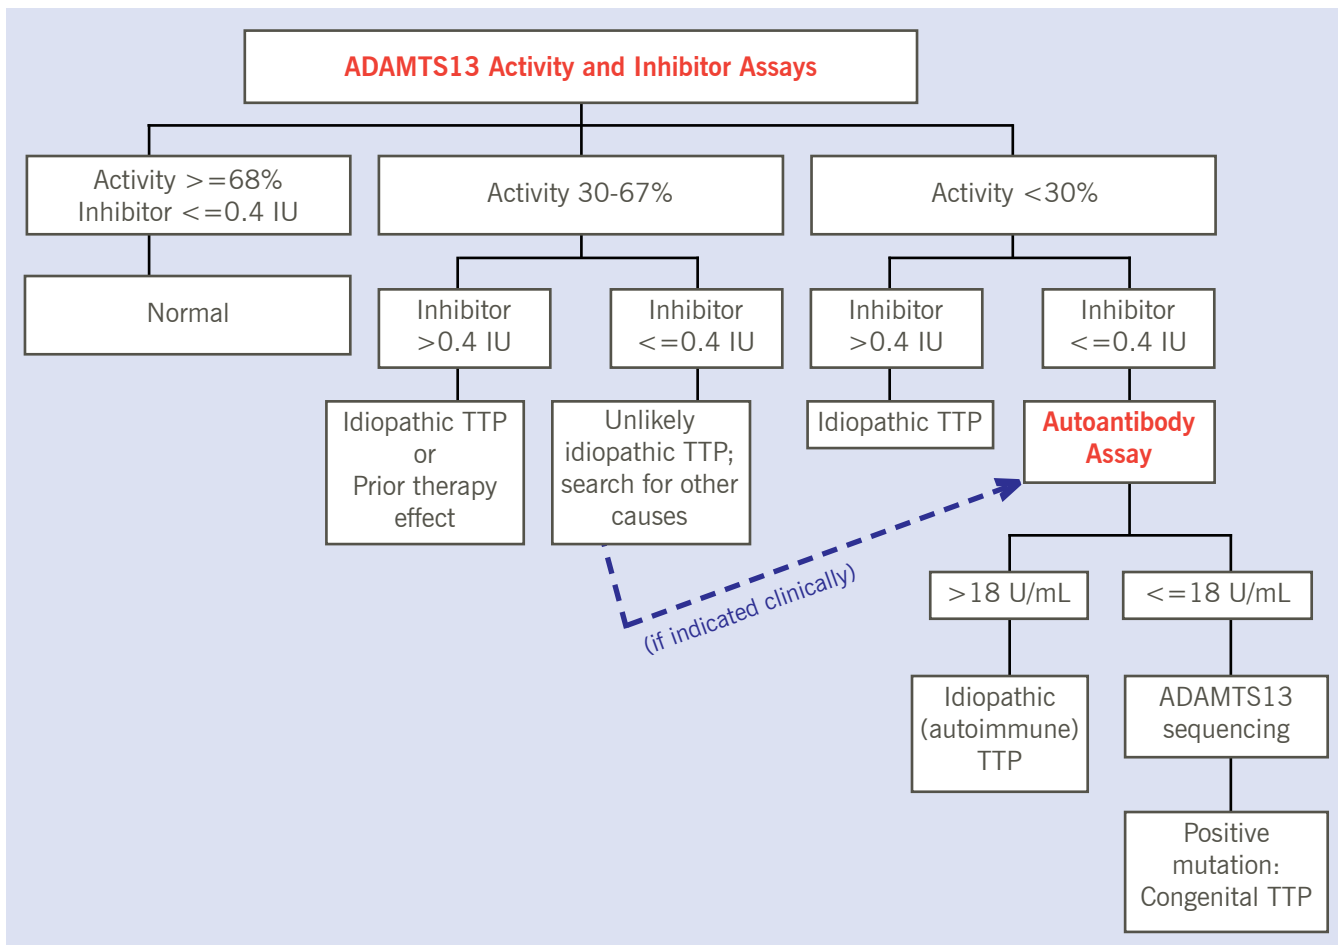 ADAMTS13 Activity and Inhibitor Assays
Activity >=68%
Inhibitor <=0.4 IU
Activity 30-67%
Activity <30%
Normal
Inhibitor
>0.4 IU
Inhibitor
<=0.4 IU
Inhibitor
>0.4 IU
Inhibitor
<=0.4 IU
Idiopathic TTP
or
Prior therapy
effect
Unlikely
idiopathic TTP;
search for other
causes
Idiopathic TTP
Autoantibody
Assay
(if indicated clinically)
>18 U/mL
<=18 U/mL
Idiopathic
(autoimmune)
TTP
ADAMTS13
sequencing
Positive
mutation:
Congenital TTP